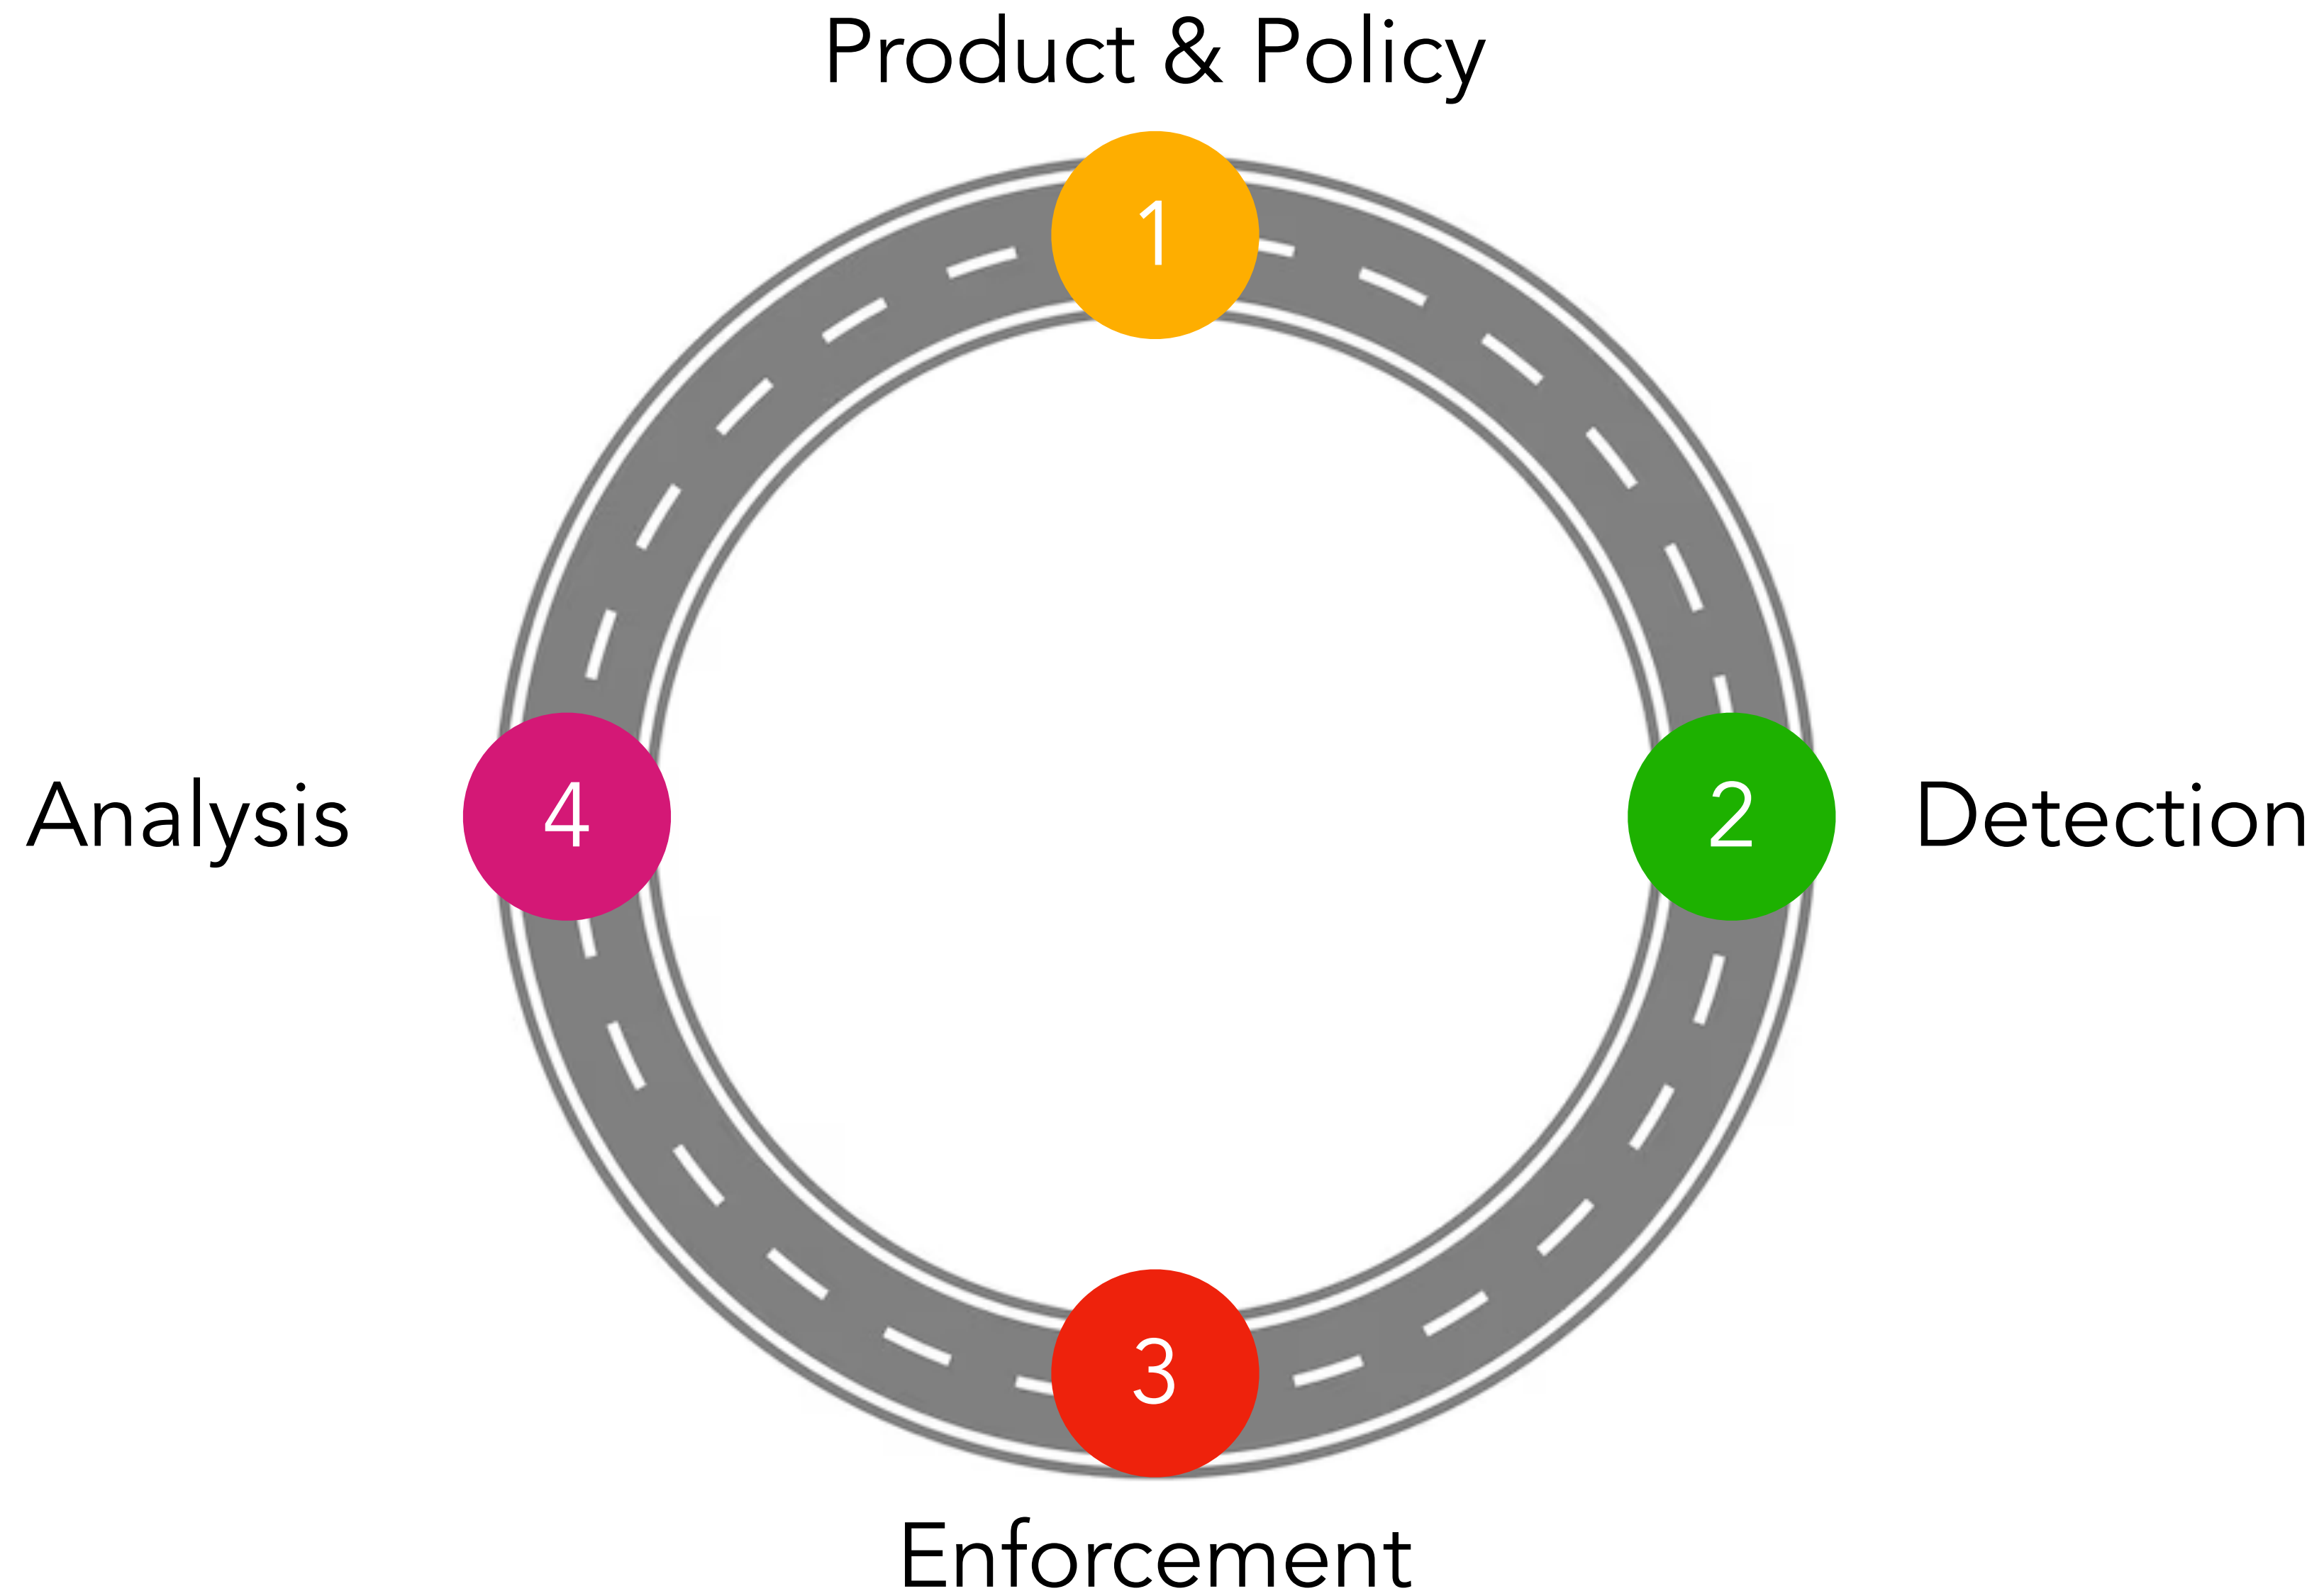 Product & Policy
1
2
Detection
3
Enforcement
4
Analysis